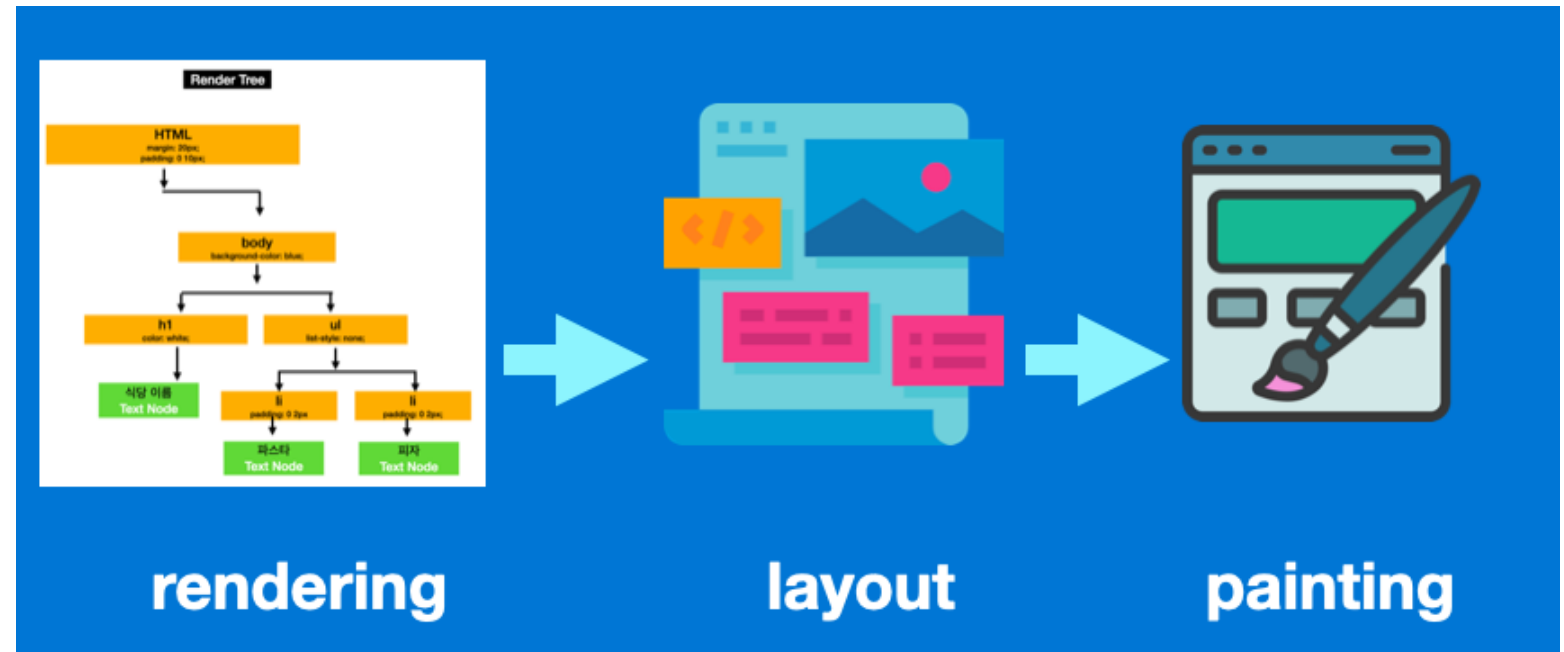 Render Tree
HTML
margin: 20px;
padding: 0 10px;
body
background-color: blue;
h1
color: white;
ul
list-style: none;
식당 이름
Text Node
li
padding: 0 2px
li
padding: 0 2px;
파스타
Text Node
피자
Text Node
rendering
layout
painting